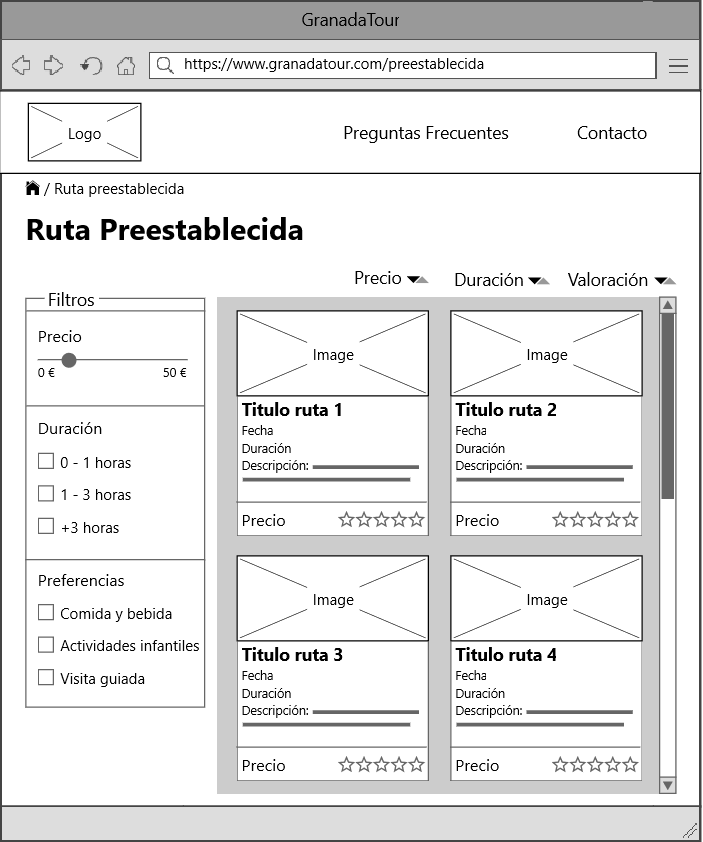 GranadaTour
https://www.granadatour.com/preestablecida
Logo
Preguntas Frecuentes
Contacto
/ Ruta preestablecida
Ruta Preestablecida
Precio
Duración
Valoración
Filtros
Precio
0 €
50 €
Duración
0 - 1 horas
1 - 3 horas
+3 horas
Preferencias
Comida y bebida
Actividades infantiles
Visita guiada
Image
Titulo ruta 1
Fecha
Duración
Descripción:
Precio
Image
Titulo ruta 2
Fecha
Duración
Descripción:
Precio
Image
Titulo ruta 3
Fecha
Duración
Descripción:
Precio
Image
Titulo ruta 4
Fecha
Duración
Descripción:
Precio